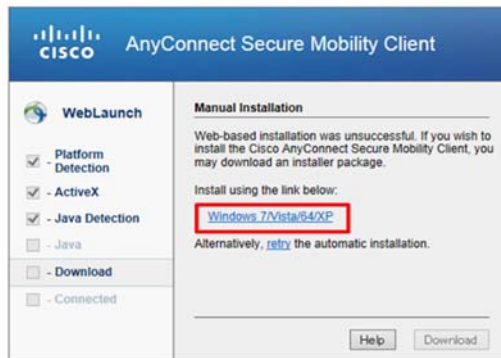 CISCO
AnyConnect Secure Mobility Client
WebLaunch
- Platform
Detection
- ActiveX
- Java Detection
- Java
- Download
- Connected
Manual Installation
Web-based installation was unsuccessful. If you wish to
install the Cisco AnyConnect Secure Mobility Client, you
may download an installer package.
Install using the link below:
Windows 7/Vista/64/XP
Alternatively, retry the automatic installation.
Help
Download